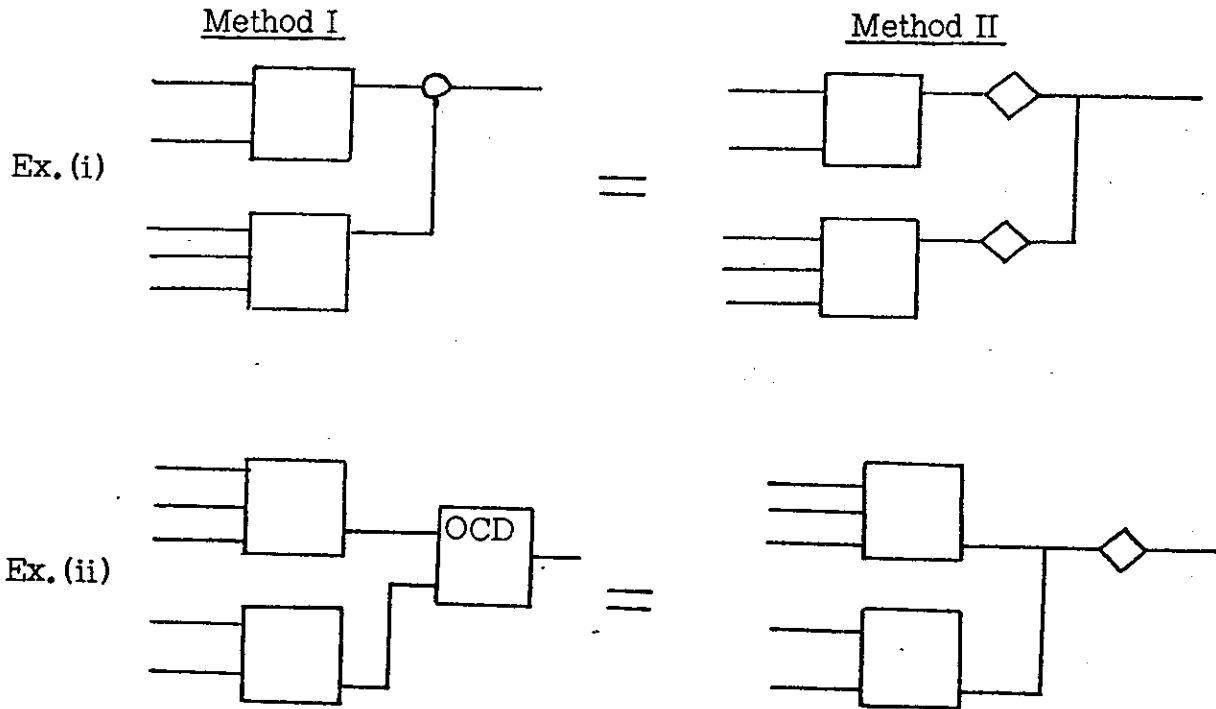 Method I
Method II
Ex. (i)
=
Ex. (ii)
OCD
=